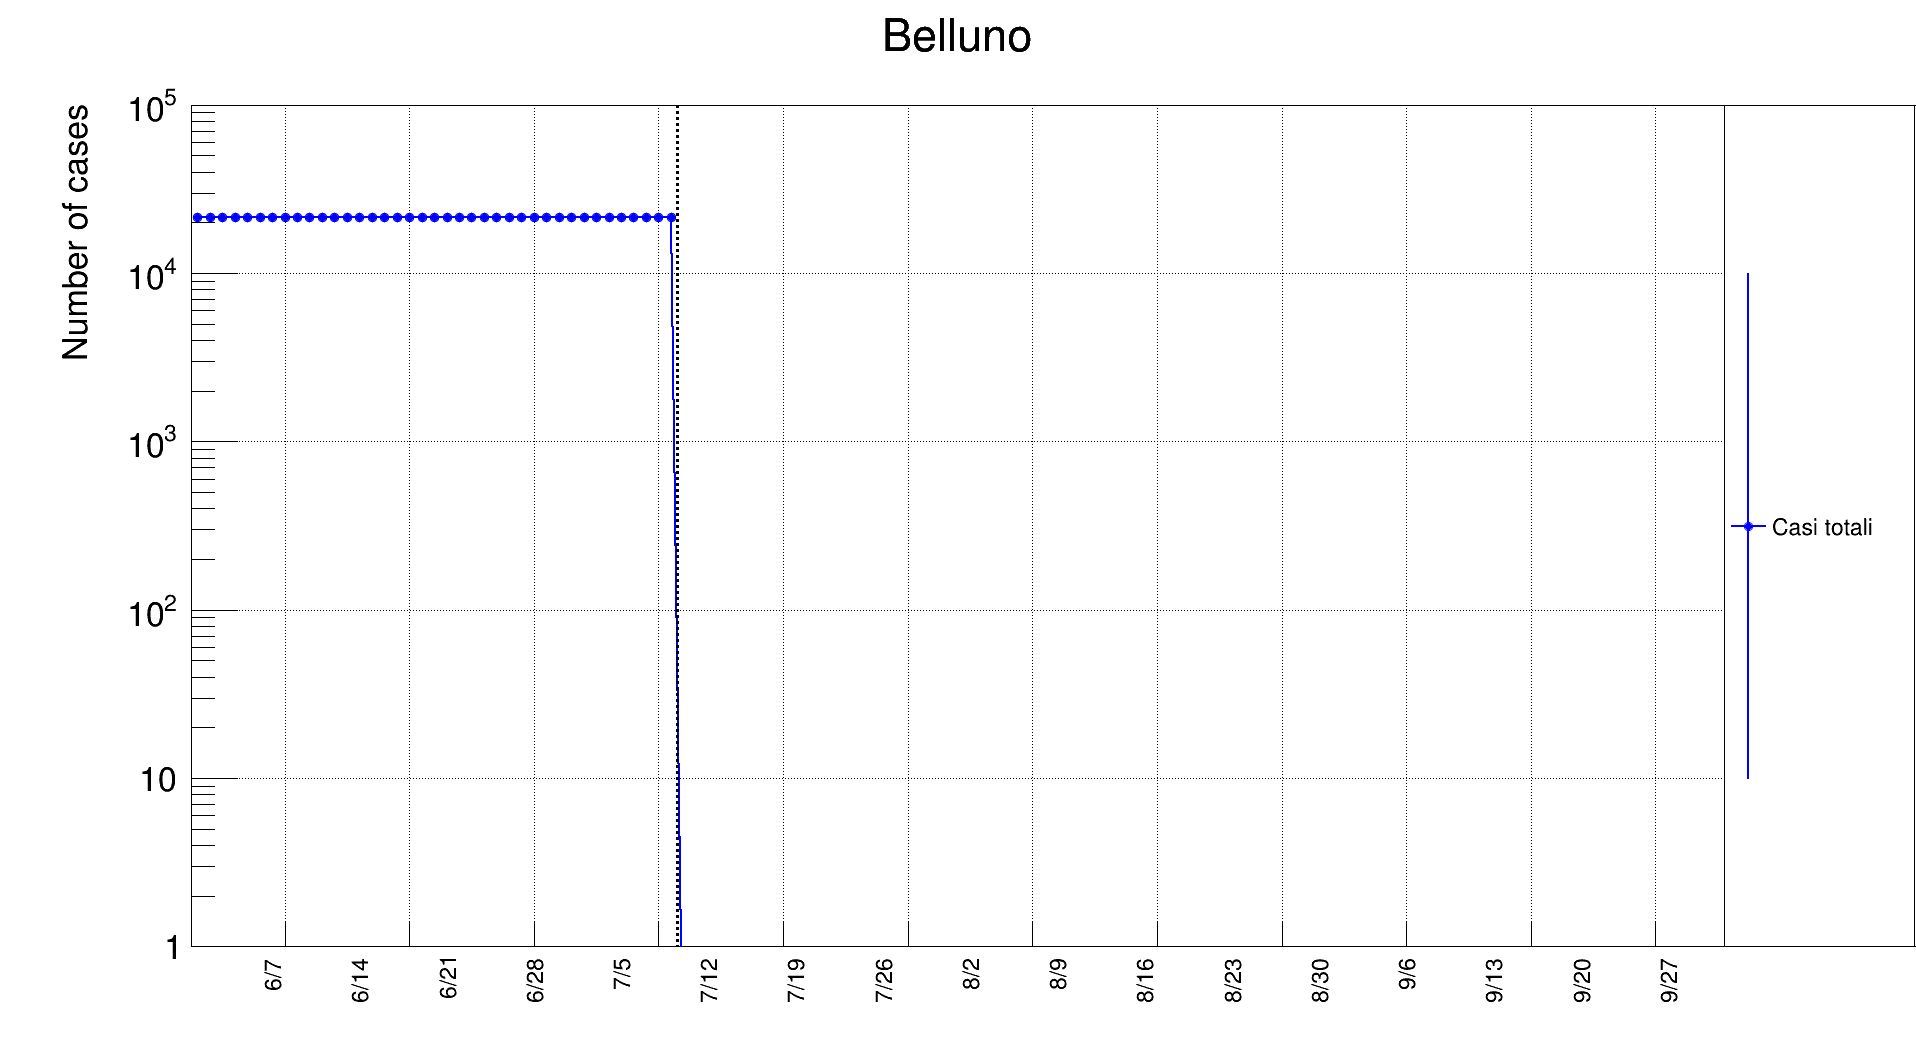 Belluno
Number of cases
10^5
10^4
10^3
10^2
10
1
6/7 6/14 6/21 6/28 7/5 7/12 7/19 7/26 8/2 8/9 8/16 8/23 8/30 9/6 9/13 9/20 9/27
Casi totali